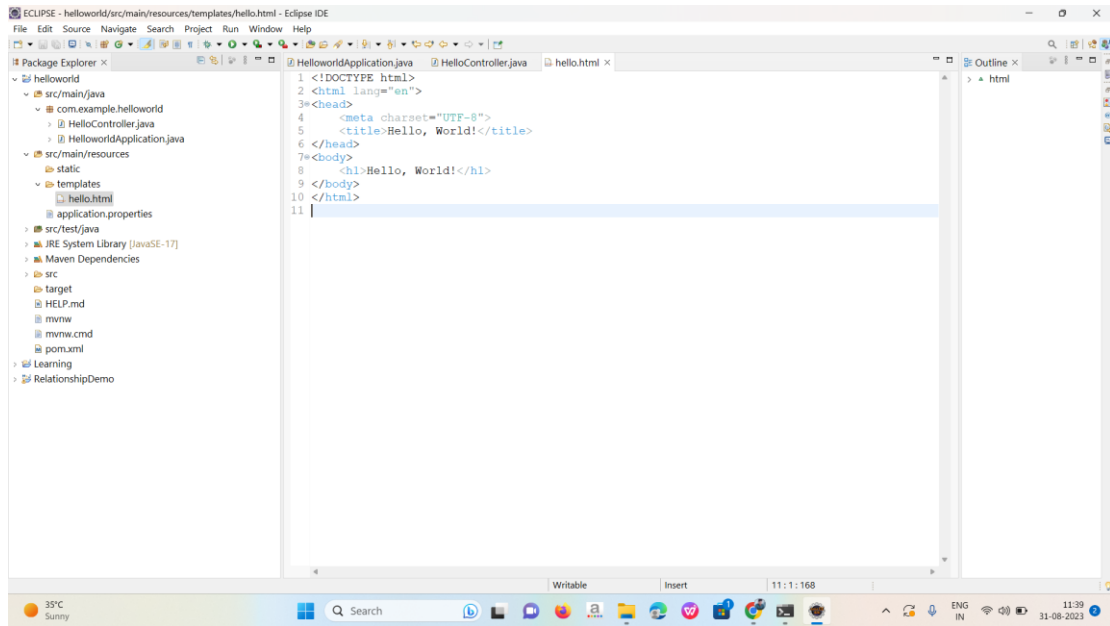 ECLIPSE - helloworld/src/main/resources/templates/hello.html - Eclipse IDE
File Edit Source Navigate Search Project Run Window Help
Package Explorer
HelloworldApplication.java HelloController.java hello.html
Outline
helloworld
src/main/java
com.example.helloworld
HelloController.java
HelloworldApplication.java
src/main/resources
static
templates
hello.html
application.properties
src/test/java
JRE System Library [JavaSE-17]
Maven Dependencies
src
target
HELP.md
mvnw
mvnw.cmd
pom.xml
Learning
RelationshipDemo
1 <!DOCTYPE html>
2 <html lang="en">
3 <head>
4 <meta charset="UTF-8">
5 <title>Hello, World!</title>
6 </head>
7 <body>
8 <h1>Hello, World!</h1>
9 </body>
10 </html>
11
html
Writable Insert 11 : 1 : 168
35°C
Sunny
Search
ENG
IN
11:39
31-08-2023
2